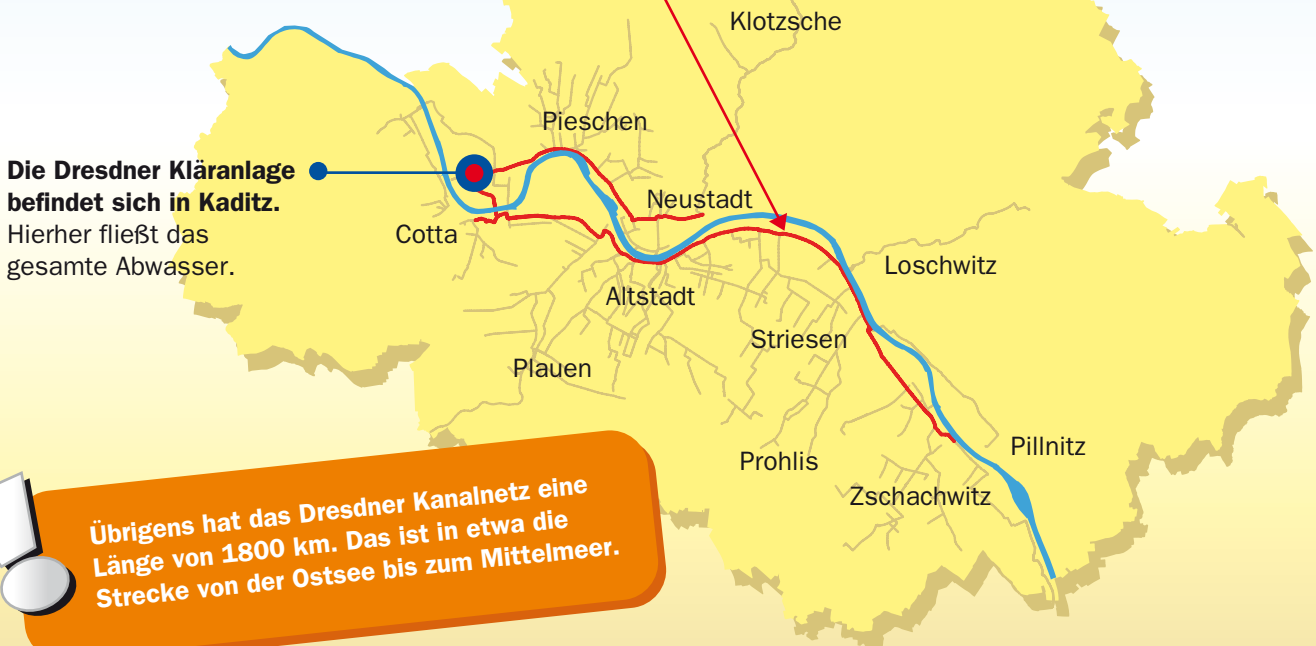 Klotzsche
Pieschen
Die Dresdner Kläranlage
befindet sich in Kaditz.
Hierher fließt das
gesamte Abwasser.
Neustadt
Cotta
Loschwitz
Altstadt
Striesen
Plauen
Pillnitz
Prohlis
Zschachwitz
Übrigens hat das Dresdner Kanalnetz eine
Länge von 1800 km. Das ist in etwa die
Strecke von der Ostsee bis zum Mittelmeer.